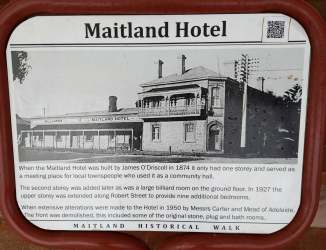 Maitland Hotel
MAITLAND HOTEL
When the Maitland Hotel was built by James O'Driscoll in 1874 it only had one storey and served as
a meeting place for local townspeople who used it as a community hall.
The second storey was added later as was a large billiard room on the ground floor. In 1927 the
upper storey was extended along Robert Street to provide nine additional bedrooms.
When extensive alterations were made to the Hotel in 1950 by Messrs Carter and Mead of Adelaide,
The front was demolished, this included some of the original stone, plug and bath rooms.
MAITLAND HISTORICAL WALK